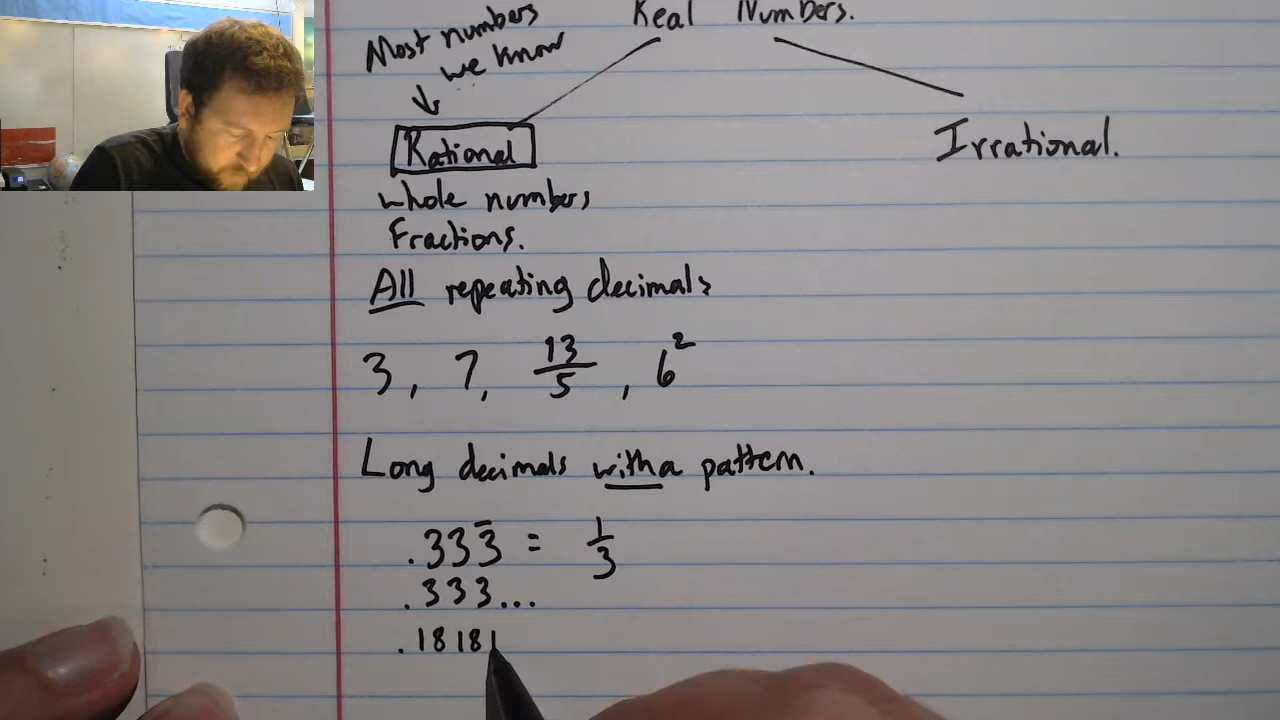 Real Numbers.
Most numbers
we know
Rational
Irrational.
whole numbers
Fractions.
All repeating decimals
3, 7, 13/5, 6²
Long decimals with a pattern.
.333̅ = 1/3
.333...
.18181